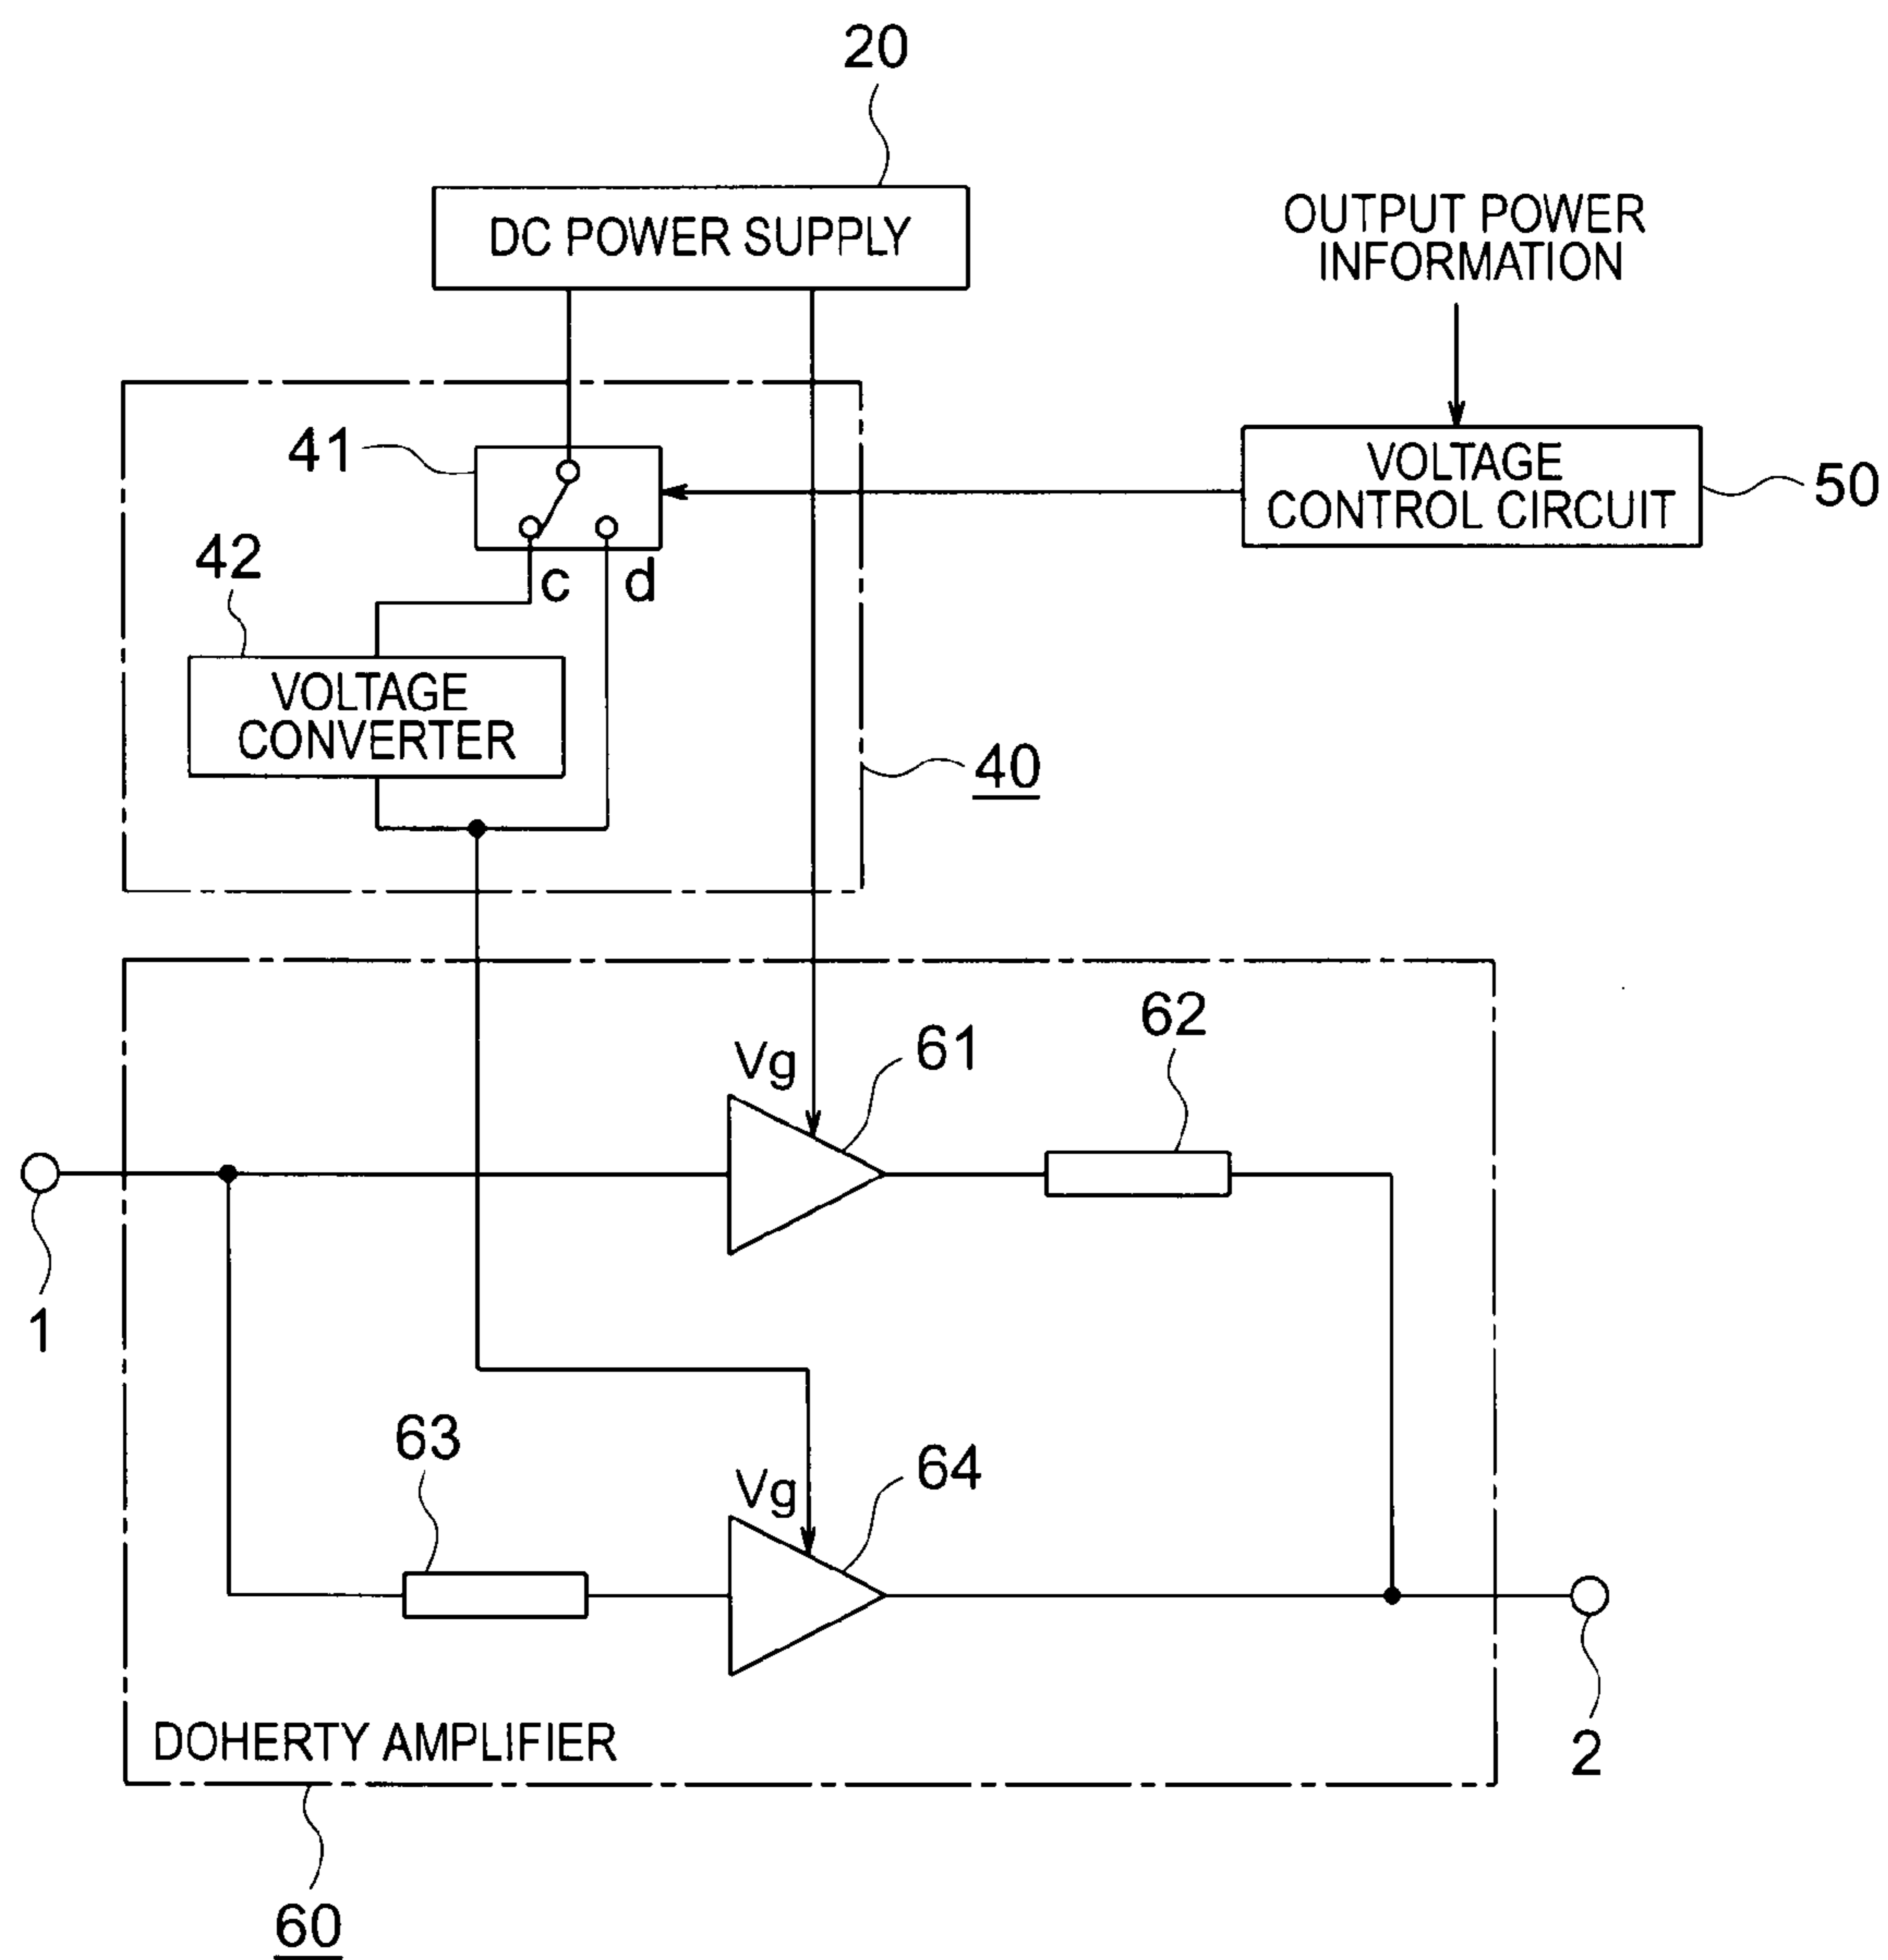 20
DC POWER SUPPLY
OUTPUT POWER
INFORMATION
41
VOLTAGE
CONTROL CIRCUIT
50
42
c
d
VOLTAGE
CONVERTER
40
Vg
61
62
1
63
Vg
64
DOHERTY AMPLIFIER
2
60